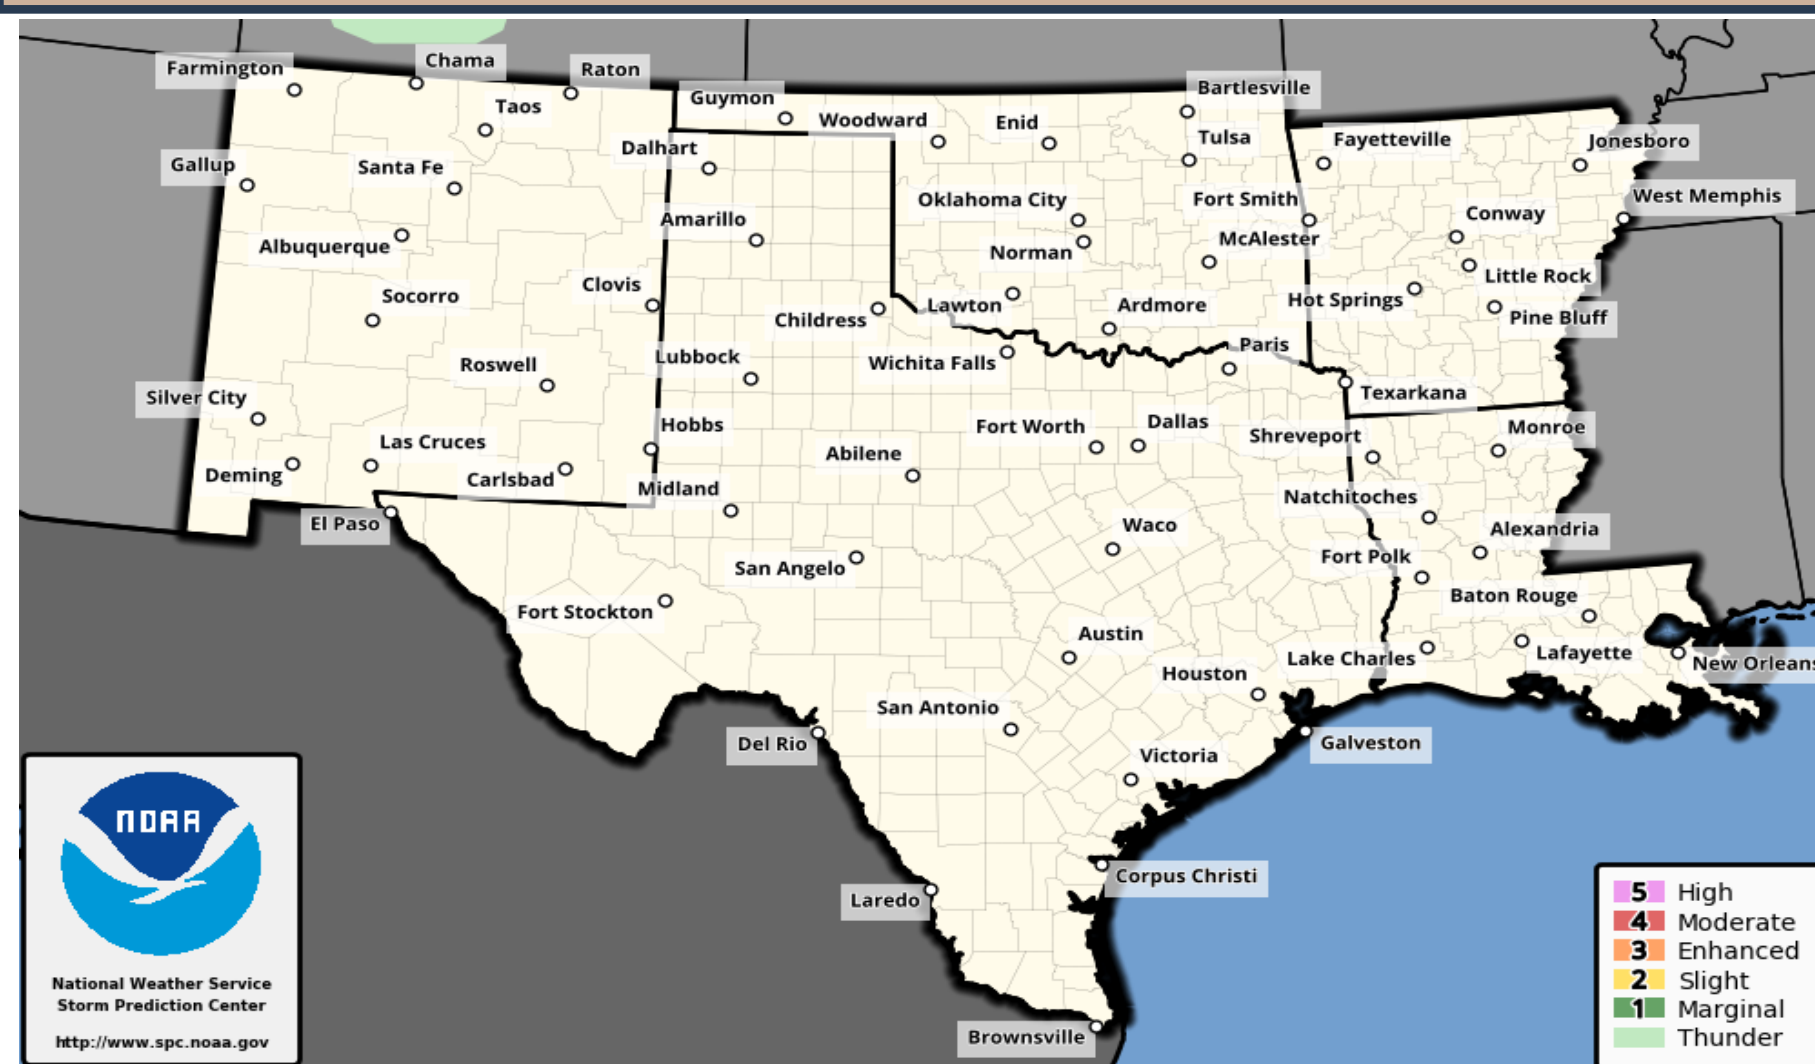 Farmington
Chama
Raton
Taos
Guymon
Woodward
Enid
Bartlesville
Tulsa
Fayetteville
Jonesboro
Gallup
Santa Fe
Dalhart
Oklahoma City
Fort Smith
West Memphis
Conway
Albuquerque
Amarillo
Norman
McAlester
Little Rock
Socorro
Clovis
Childress
Lawton
Ardmore
Hot Springs
Pine Bluff
Roswell
Lubbock
Wichita Falls
Paris
Texarkana
Silver City
Las Cruces
Hobbs
Fort Worth
Dallas
Shreveport
Monroe
Deming
Carlsbad
Midland
Abilene
Natchitoches
El Paso
San Angelo
Waco
Fort Polk
Alexandria
Fort Stockton
Austin
Baton Rouge
Houston
Lake Charles
Lafayette
New Orleans
Del Rio
San Antonio
Victoria
Galveston
Laredo
Corpus Christi
Brownsville
NOAA
National Weather Service
Storm Prediction Center
http://www.spc.noaa.gov
5 High
4 Moderate
3 Enhanced
2 Slight
1 Marginal
Thunder